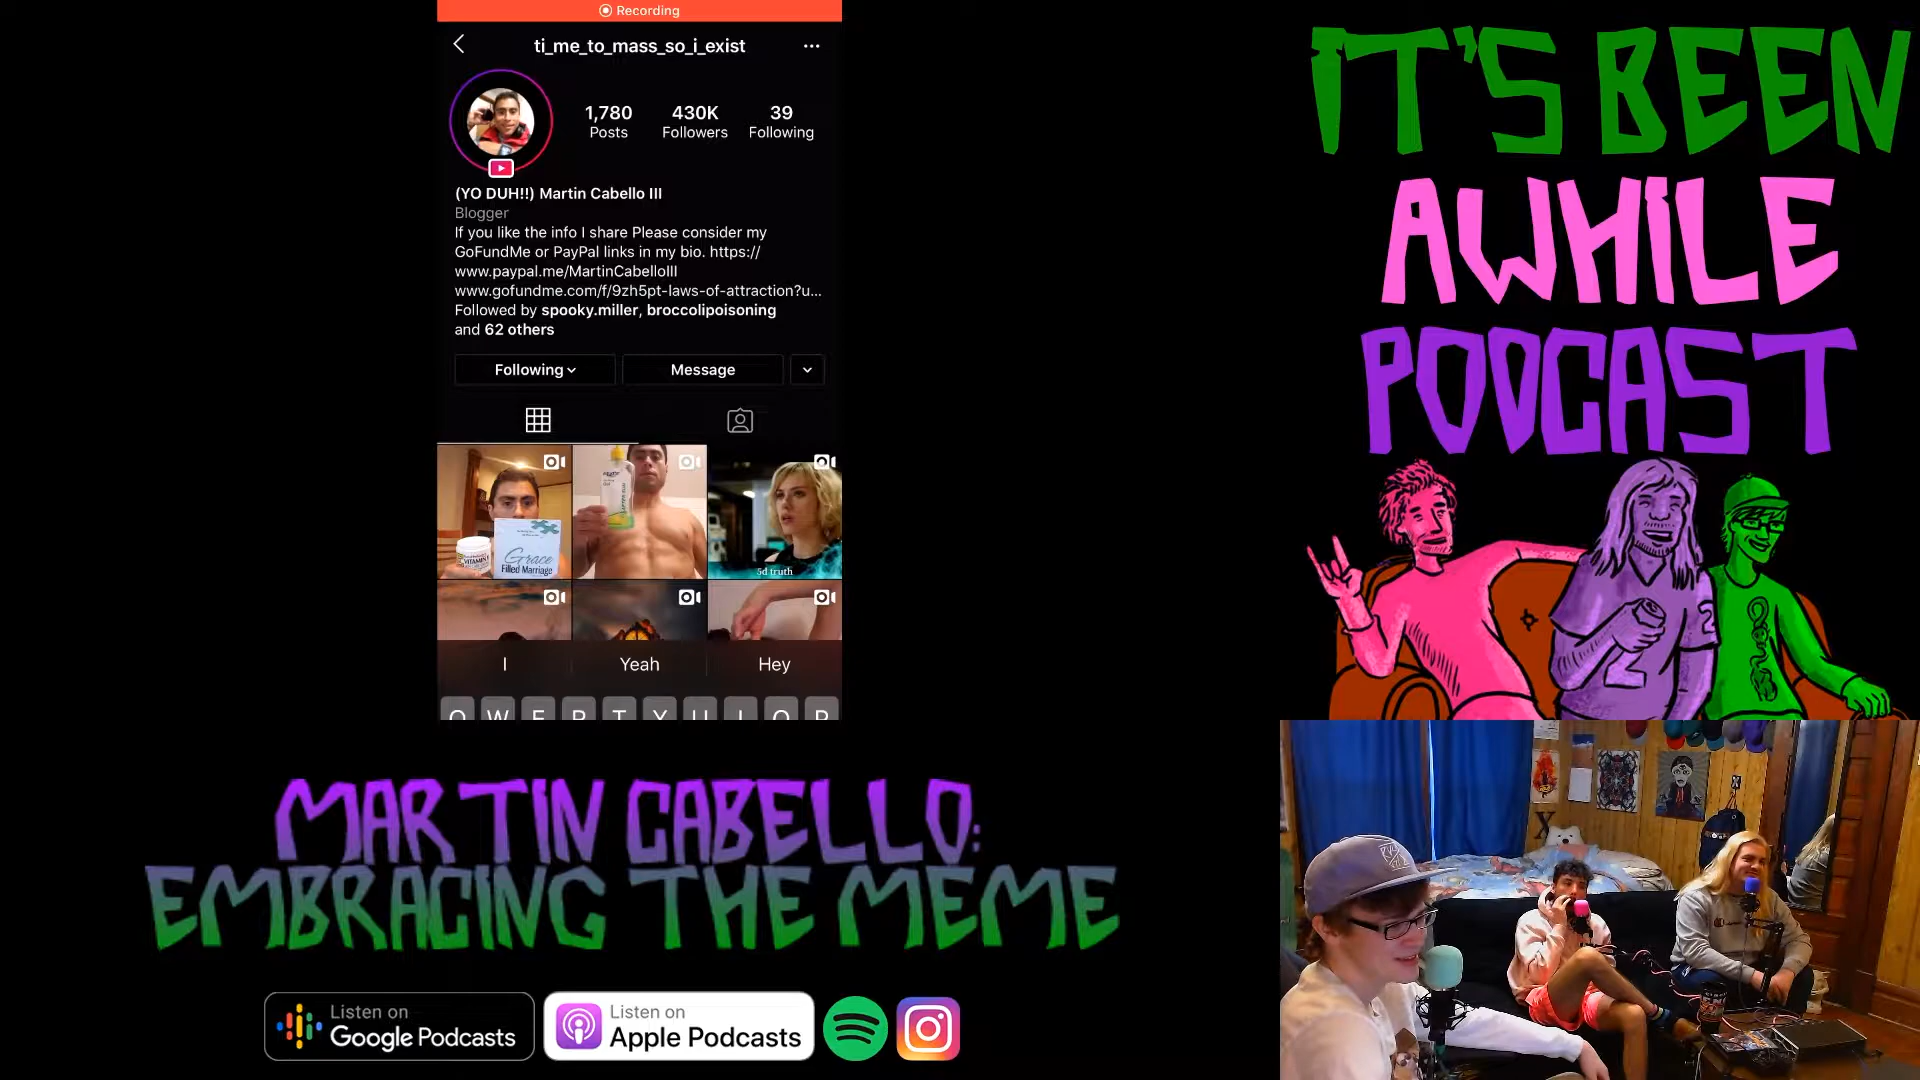 Recording
ti_me_to_mass_so_i_exist
1,780
Posts
430K
Followers
39
Following
(YO DUH!!) Martin Cabello III
Blogger
If you like the info I share Please consider my
GoFundMe or PayPal links in my bio. https://
www.paypal.me/MartinCabelloIII
www.gofundme.com/f/9zh5pt-laws-of-attraction?u...
Followed by spooky.miller, broccolipoisoning
and 62 others
Following
Message
VITAMIN E
Grace
Filled Marriage
5d truth
I Yeah Hey
Q W E R T Y U I O P
IT'S BEEN
AWHILE
PODCAST
2
2
X
MARTIN CABELLO:
EMBRACING THE MEME
Listen on
Google Podcasts
Listen on
Apple Podcasts